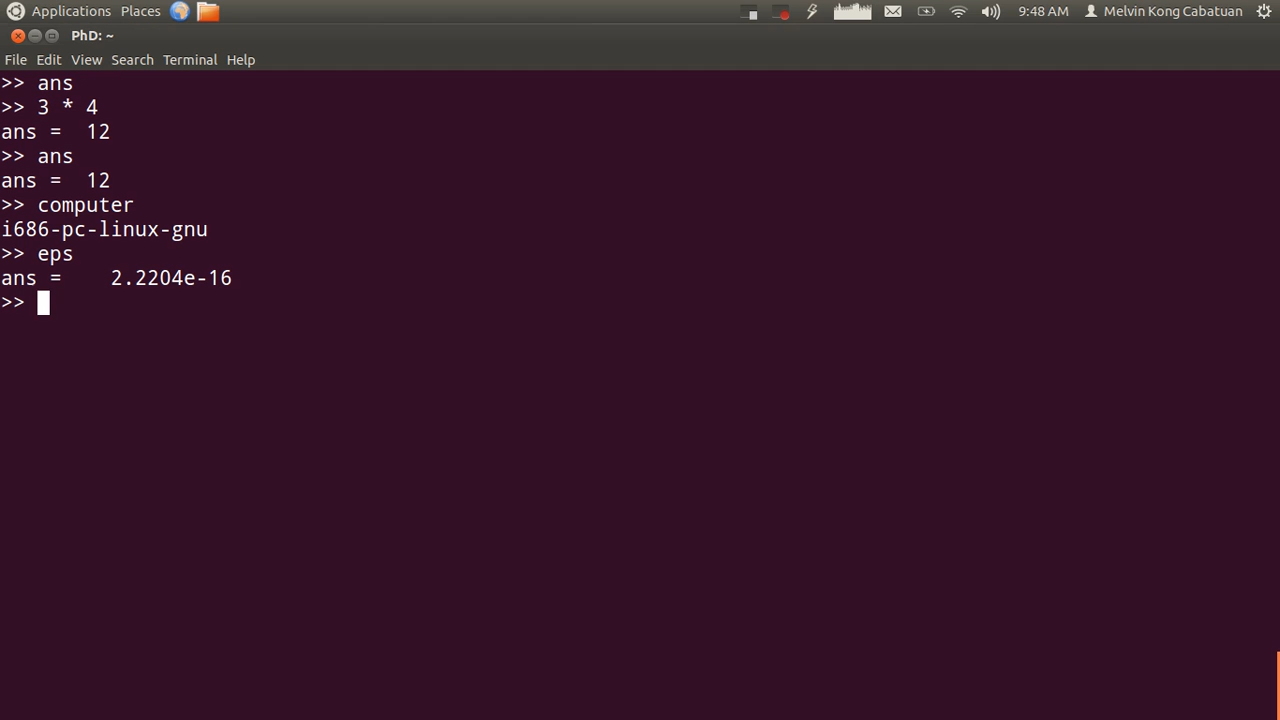 Applications Places 9:48 AM Melvin Kong Cabatuan
PhD: ~
File Edit View Search Terminal Help
>> ans
>> 3 * 4
ans =  12
>> ans
ans =  12
>> computer
i686-pc-linux-gnu
>> eps
ans =    2.2204e-16
>>